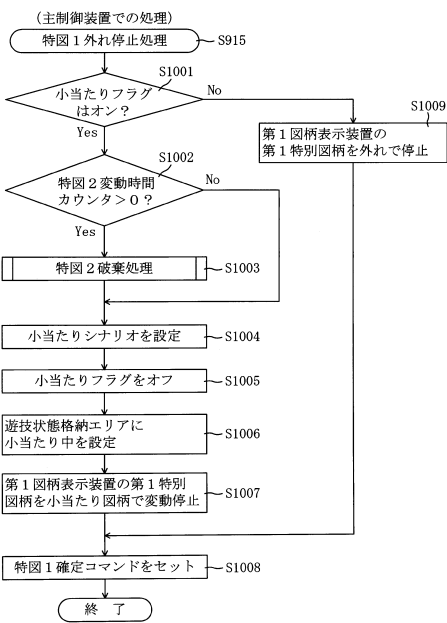 (主制御装置での処理)
特図１外れ停止処理
S915
S1001
小当たりフラグ
はオン？
No
Yes
S1009
第１図柄表示装置の
第１特別図柄を外れで停止
S1002
特図２変動時間
カウンタ＞０？
No
Yes
特図２破棄処理
S1003
小当たりシナリオを設定
S1004
小当たりフラグをオフ
S1005
遊技状態格納エリアに
小当たり中を設定
S1006
第１図柄表示装置の第１特別
図柄を小当たり図柄で変動停止
S1007
特図１確定コマンドをセット
S1008
終 了